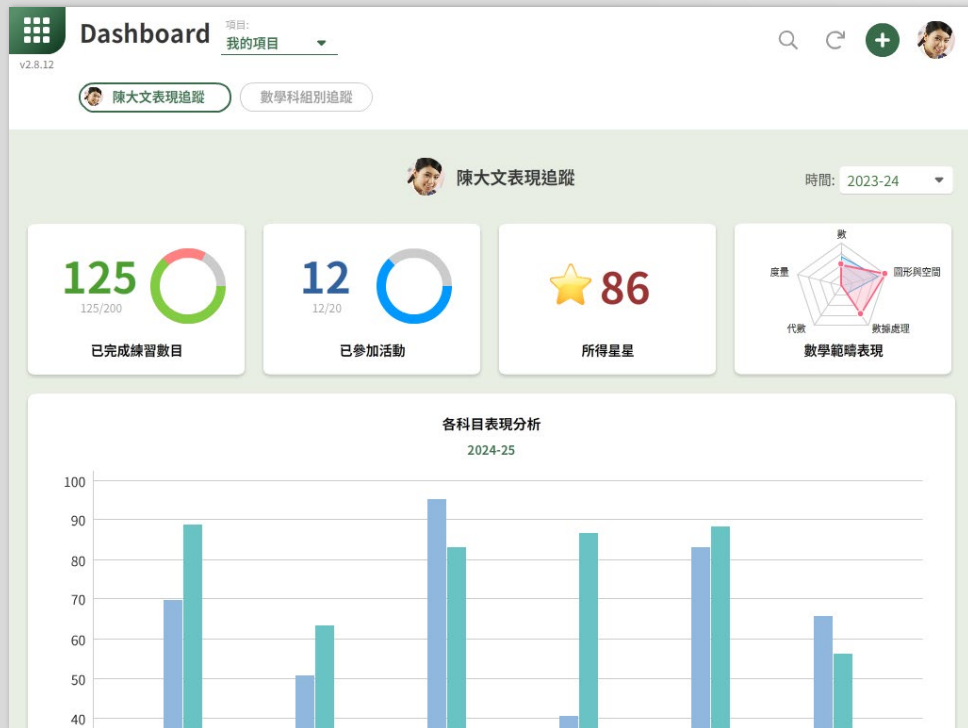 Dashboard
項目:
我的項目
v2.8.12
陳大文表現追蹤
數學科組別追蹤
陳大文表現追蹤
時間: 2023-24
125
125/200
已完成練習數目
12
12/20
已參加活動
86
所得星星
數
度量
圖形與空間
代數
數據處理
數學範疇表現
各科目表現分析
2024-25
100
90
80
70
60
50
40